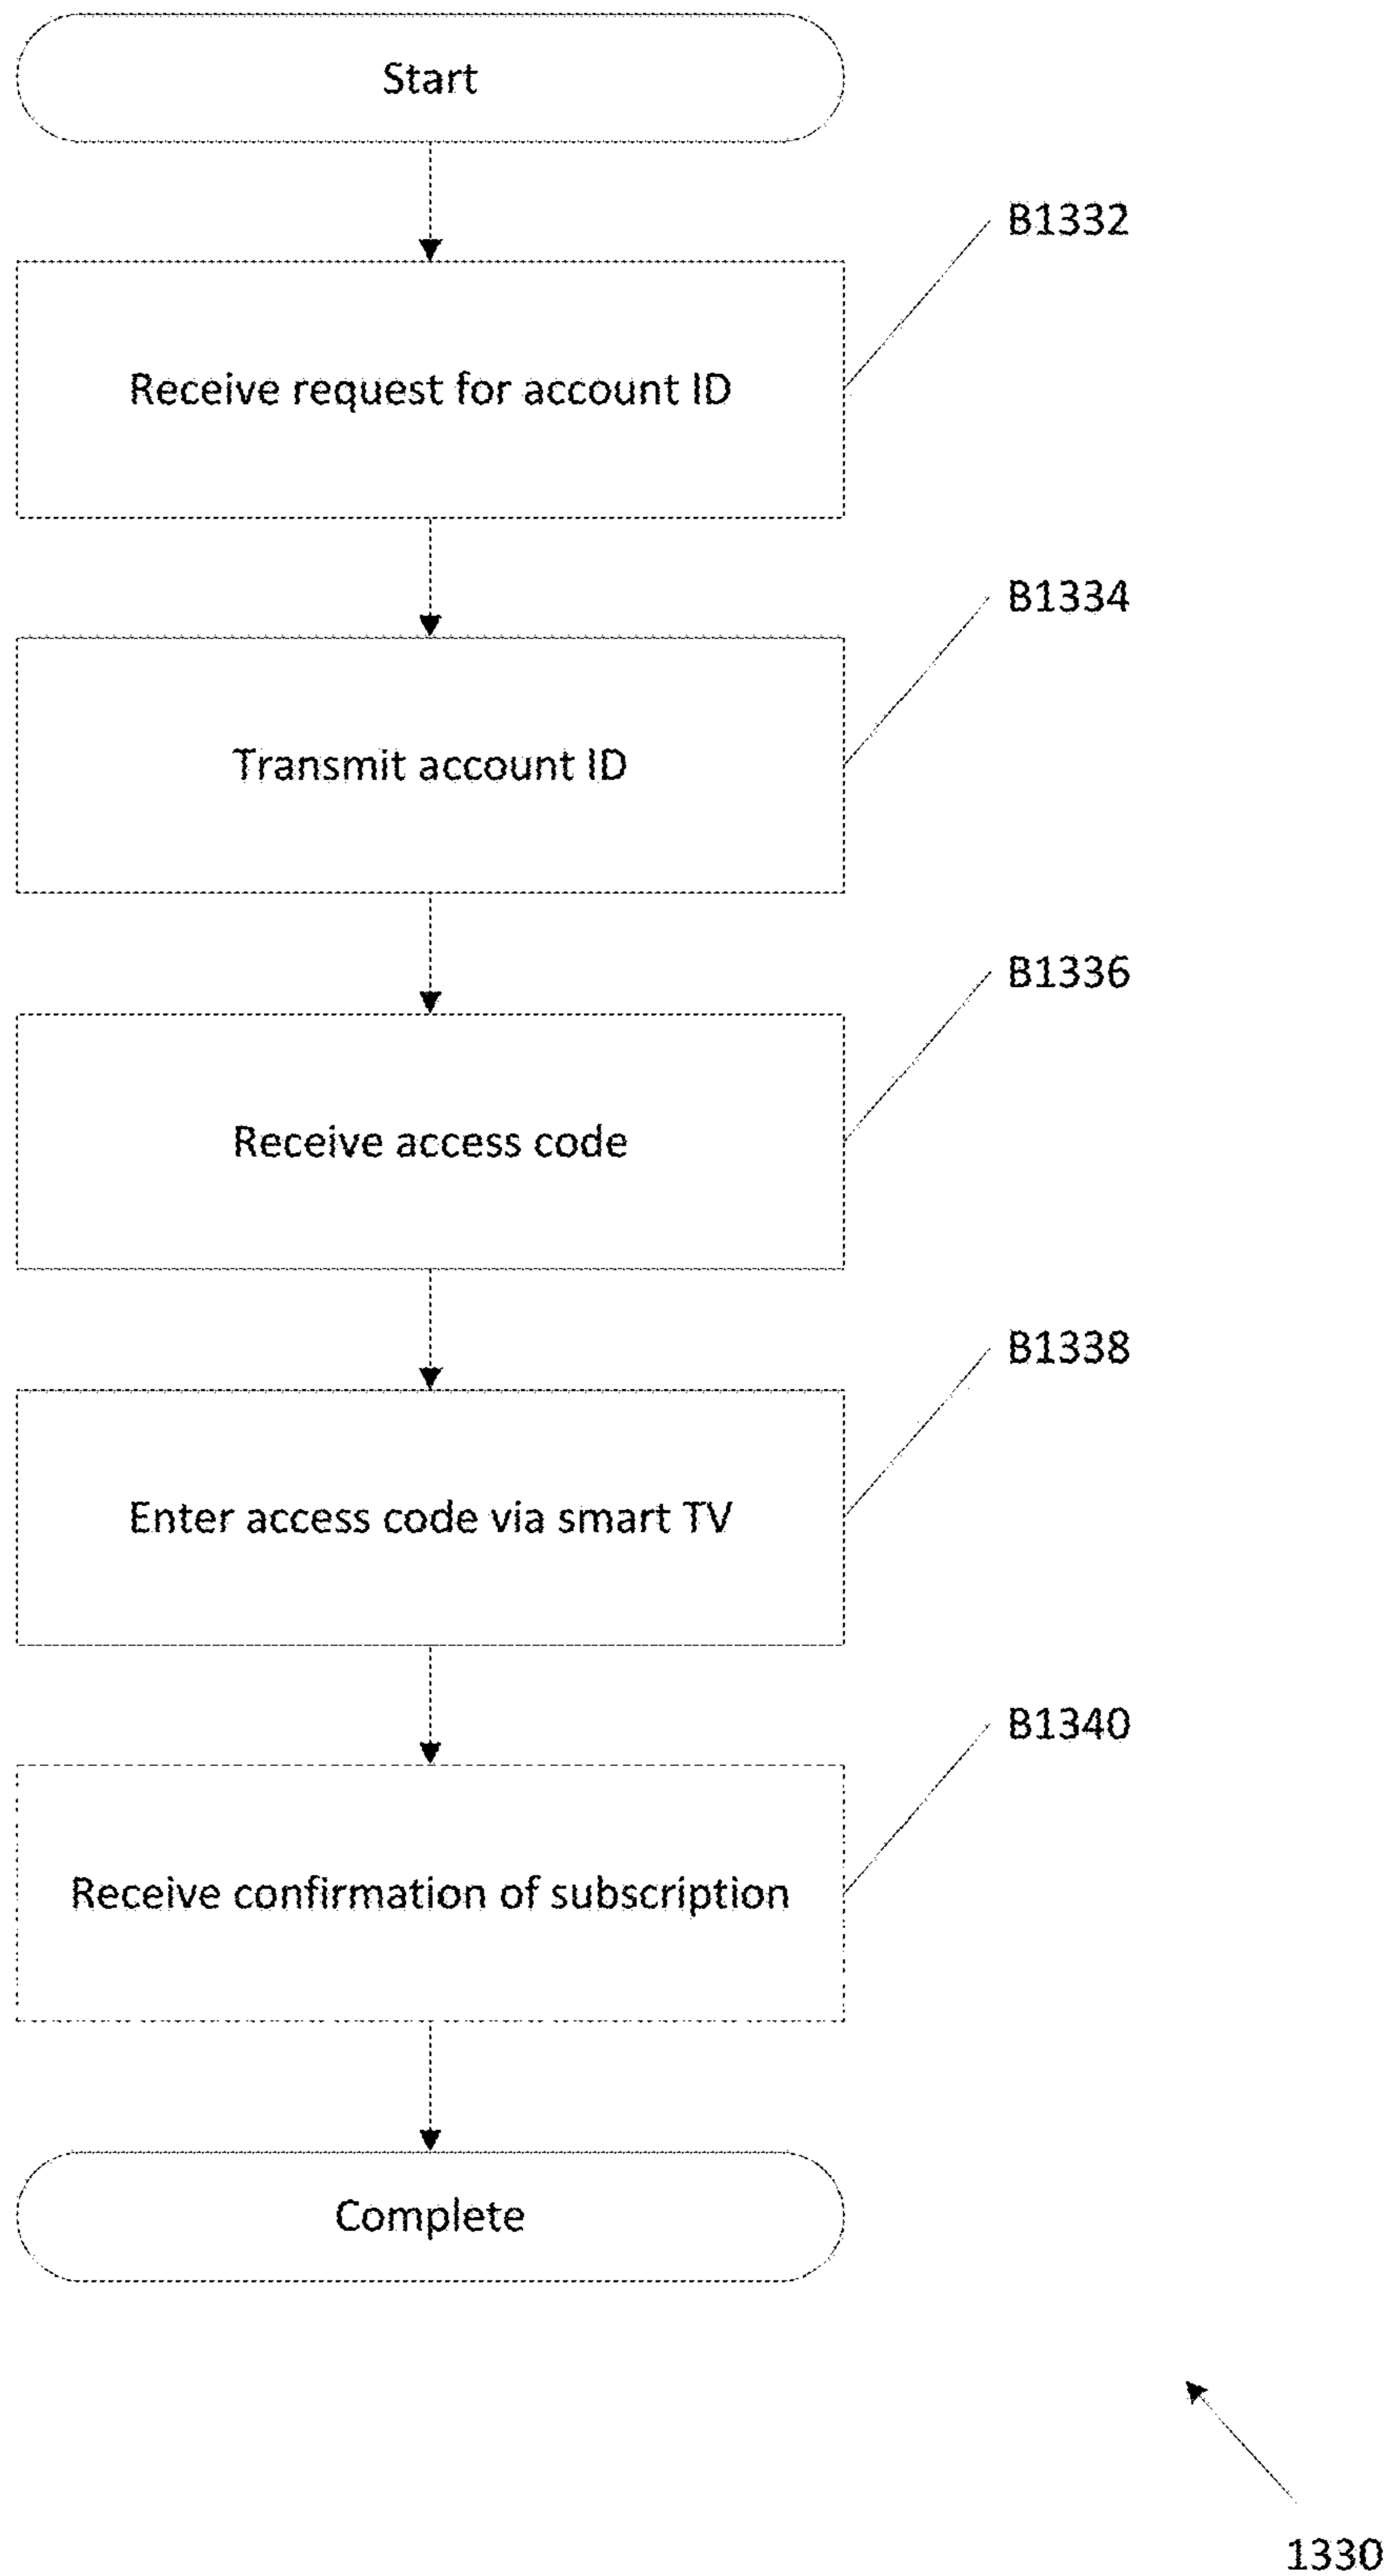 Start
B1332
Receive request for account ID
B1334
Transmit account ID
B1336
Receive access code
B1338
Enter access code via smart TV
B1340
Receive confirmation of subscription
Complete
1330